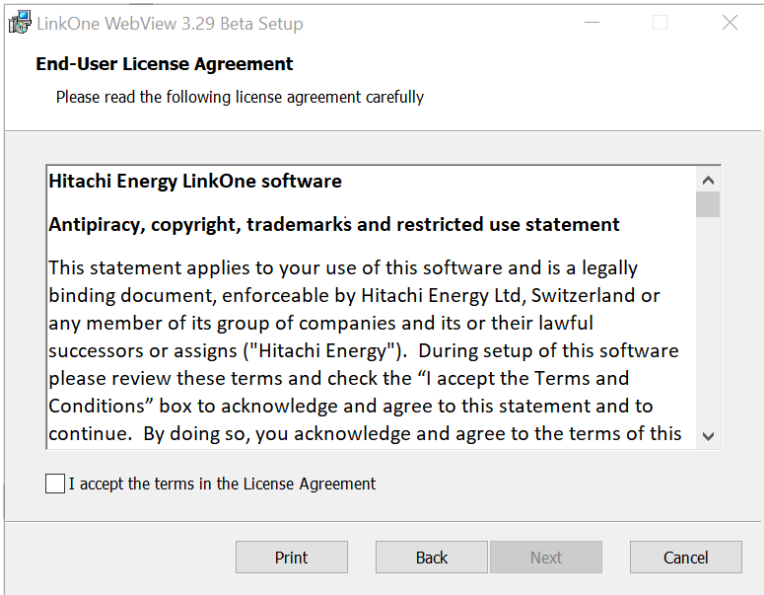 LinkOne WebView 3.29 Beta Setup
End-User License Agreement
Please read the following license agreement carefully
Hitachi Energy LinkOne software
Antipiracy, copyright, trademarks and restricted use statement
This statement applies to your use of this software and is a legally
binding document, enforceable by Hitachi Energy Ltd, Switzerland or
any member of its group of companies and its or their lawful
successors or assigns ("Hitachi Energy").  During setup of this software
please review these terms and check the “I accept the Terms and
Conditions” box to acknowledge and agree to this statement and to
continue.  By doing so, you acknowledge and agree to the terms of this
I accept the terms in the License Agreement
Print Back Next Cancel